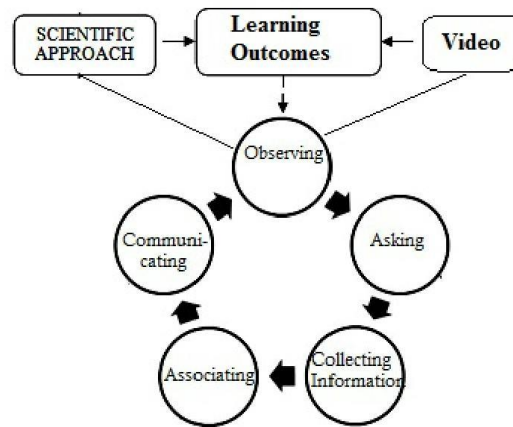 SCIENTIFIC
APPROACH
Learning
Outcomes
Video
Observing
Asking
Collecting
Information
Associating
Communi-
cating